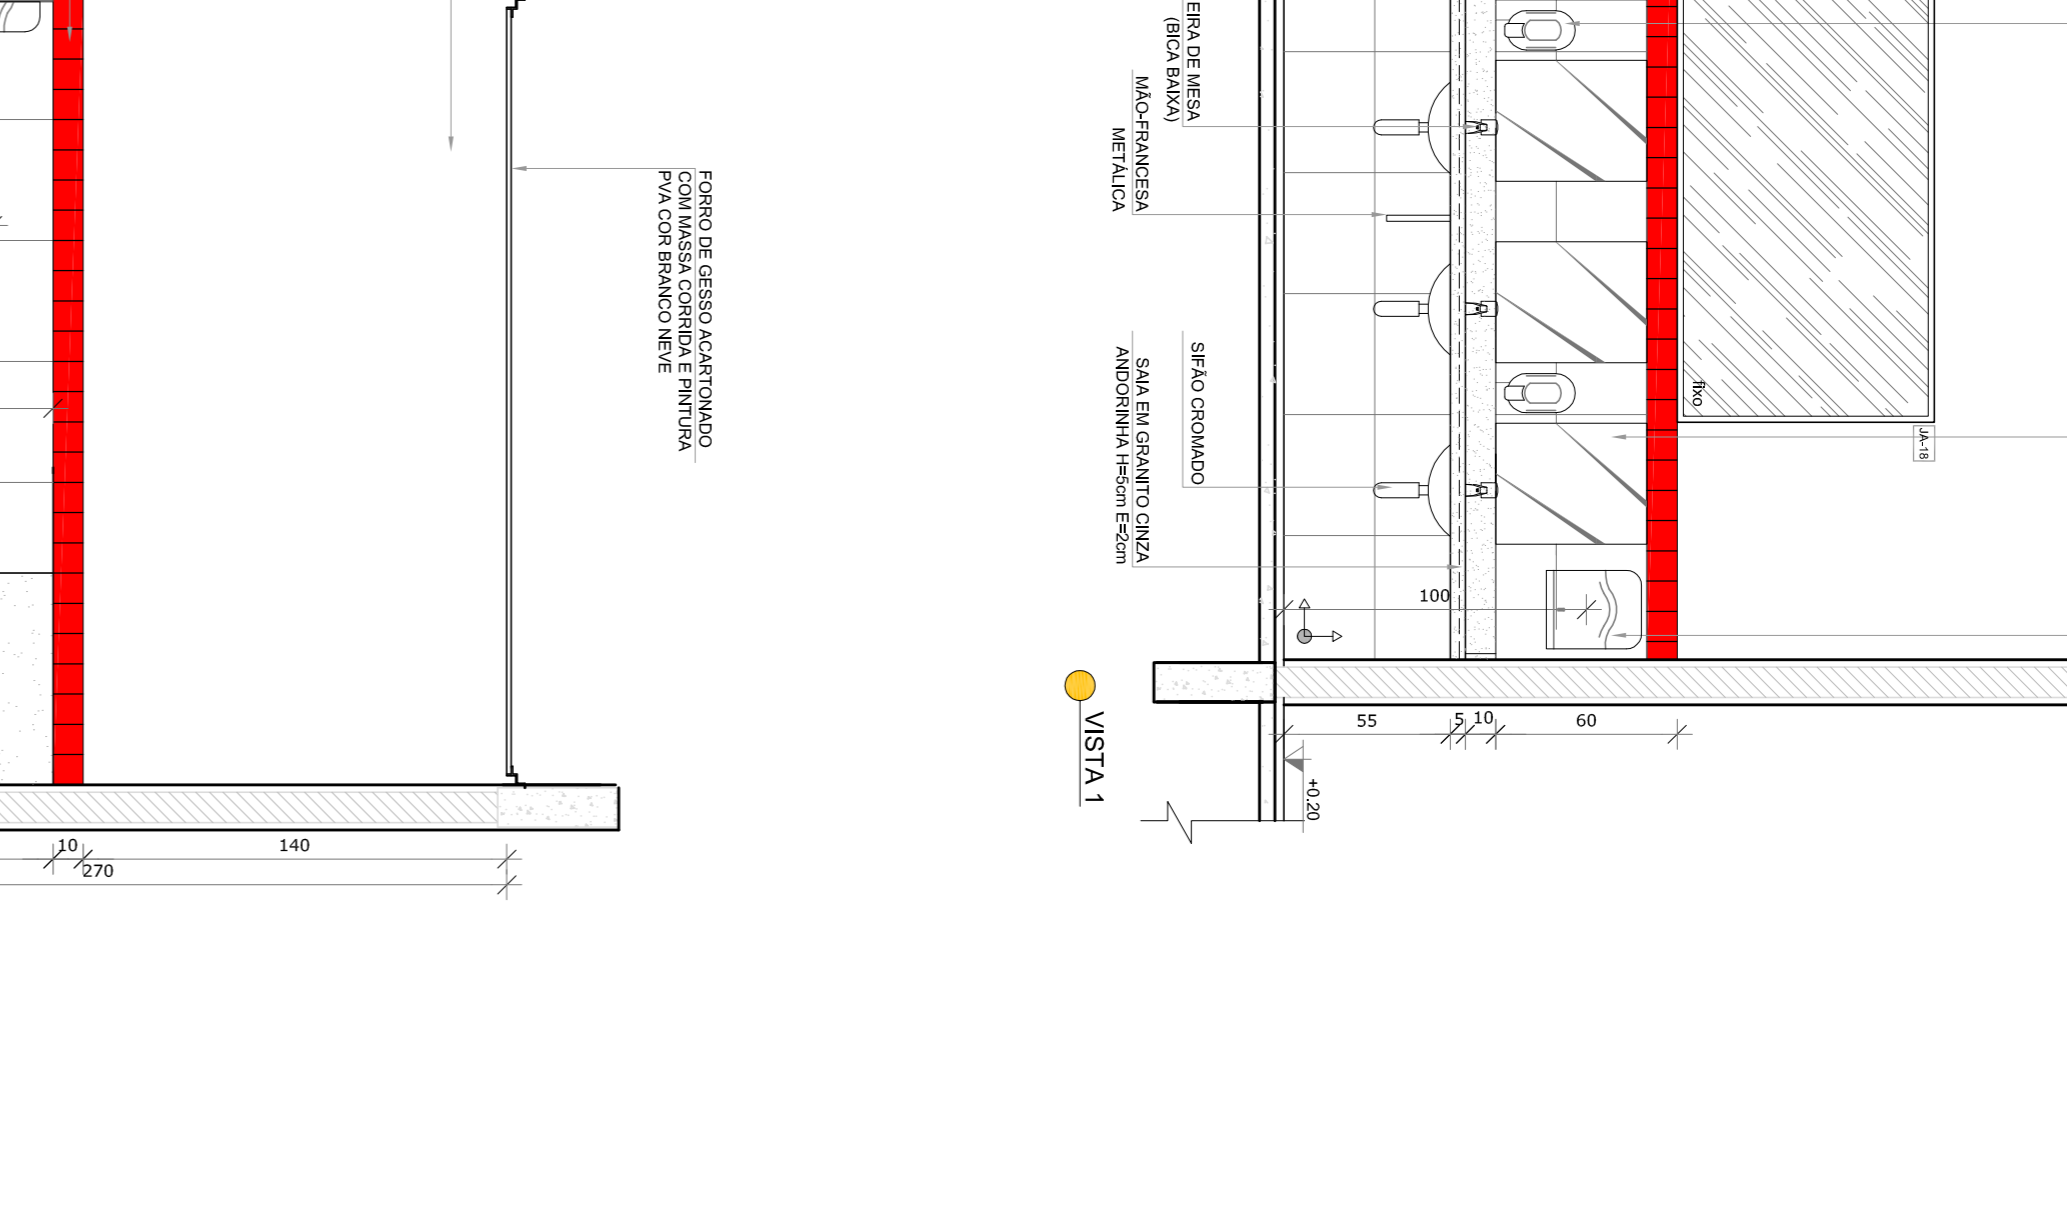 FORRO DE GESSO ACARTONADO
COM MASSA CORRIDA E PINTURA
PVA COR BRANCO NEVE
10
140
270
EIRA DE MESA
(BICA BAIXA)
MÃO-FRANCESA
METÁLICA
SIFÃO CROMADO
SAIA EM GRANITO CINZA
ANDORINHA H=5cm E=2cm
fixo
JA-18
100
55
5
10
60
+0.20
VISTA 1